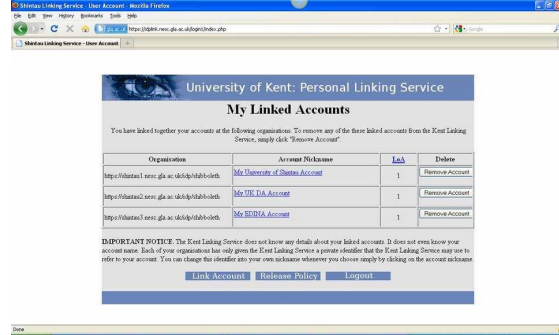 Shintau Linking Service - User Account - Mozilla Firefox
File Edit View History Bookmarks Tools Help
https://idplink.nesc.gla.ac.uk/login1/index.php
Google
Shintau Linking Service - User Account
University of Kent: Personal Linking Service
My Linked Accounts
You have linked together your accounts at the following organisations. To remove any of the these linked accounts from the Kent Linking
Service, simply click "Remove Account".
Organisation Account Nickname LoA Delete
https://shintau1.nesc.gla.ac.uk/idp/shibboleth My University of Shintau Account 1 Remove Account
https://shintau2.nesc.gla.ac.uk/idp/shibboleth My UK DA Account 1 Remove Account
https://shintau3.nesc.gla.ac.uk/idp/shibboleth My EDINA Account 1 Remove Account
IMPORTANT NOTICE. The Kent Linking Service does not know any details about your linked accounts. It does not even know your
account name. Each of your organisations has only given the Kent Linking Service a private identifier that the Kent Linking Service may use to
refer to your account. You can change this identifier into your own nickname whenever you choose simply by clicking on the account nickname.
Link Account Release Policy Logout
Done